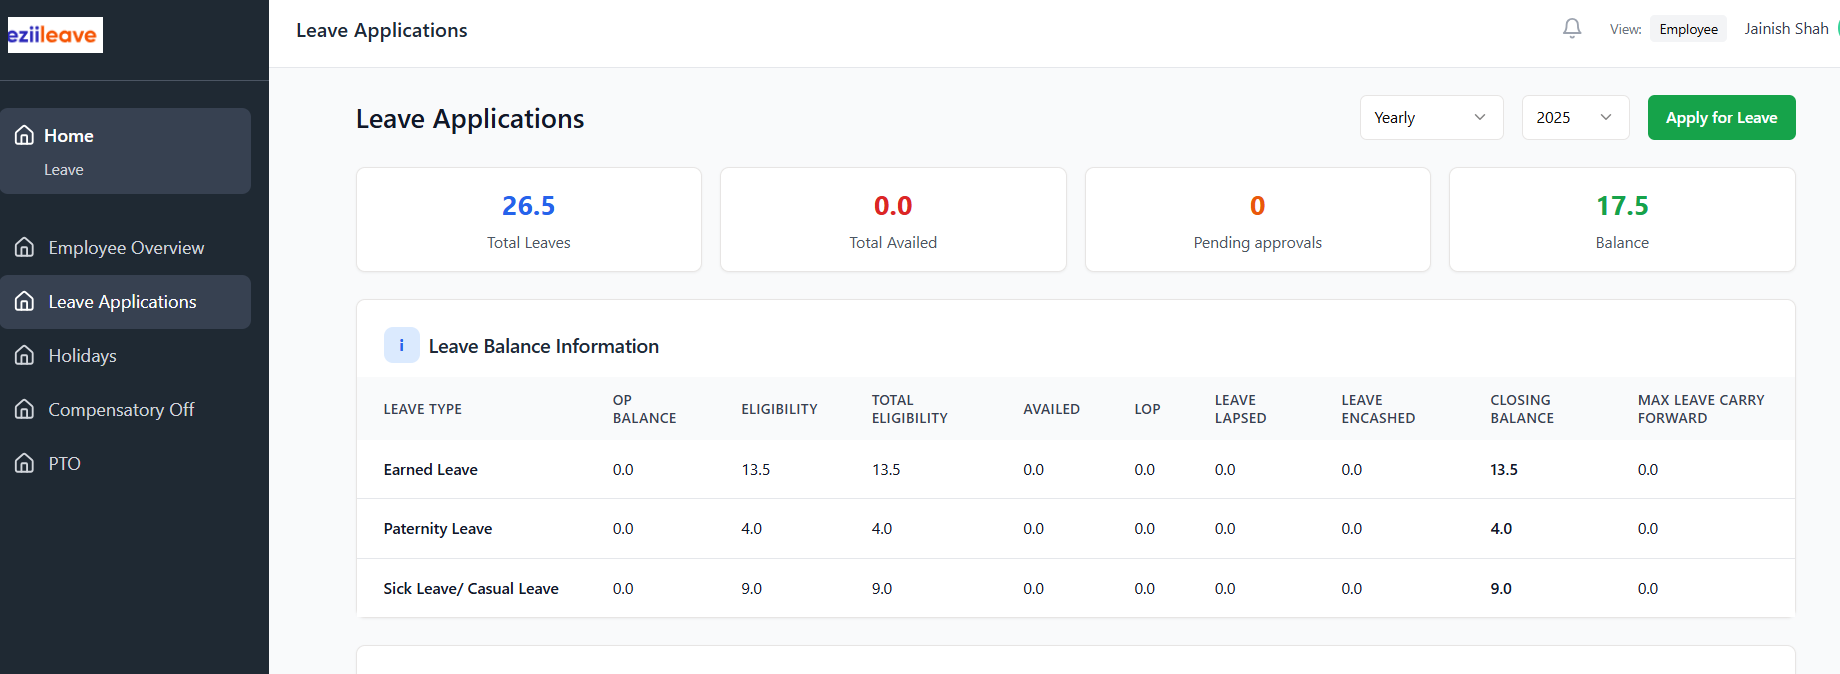 eziileave
Leave Applications
View: Employee Jainish Shah
Home
Leave
Employee Overview
Leave Applications
Holidays
Compensatory Off
PTO
Leave Applications
Yearly 2025 Apply for Leave
26.5
Total Leaves
0.0
Total Availed
0
Pending approvals
17.5
Balance
i Leave Balance Information
LEAVE TYPE OP BALANCE ELIGIBILITY TOTAL ELIGIBILITY AVAILED LOP LEAVE LAPSED LEAVE ENCASHED CLOSING BALANCE MAX LEAVE CARRY FORWARD
Earned Leave 0.0 13.5 13.5 0.0 0.0 0.0 0.0 13.5 0.0
Paternity Leave 0.0 4.0 4.0 0.0 0.0 0.0 0.0 4.0 0.0
Sick Leave/ Casual Leave 0.0 9.0 9.0 0.0 0.0 0.0 0.0 9.0 0.0